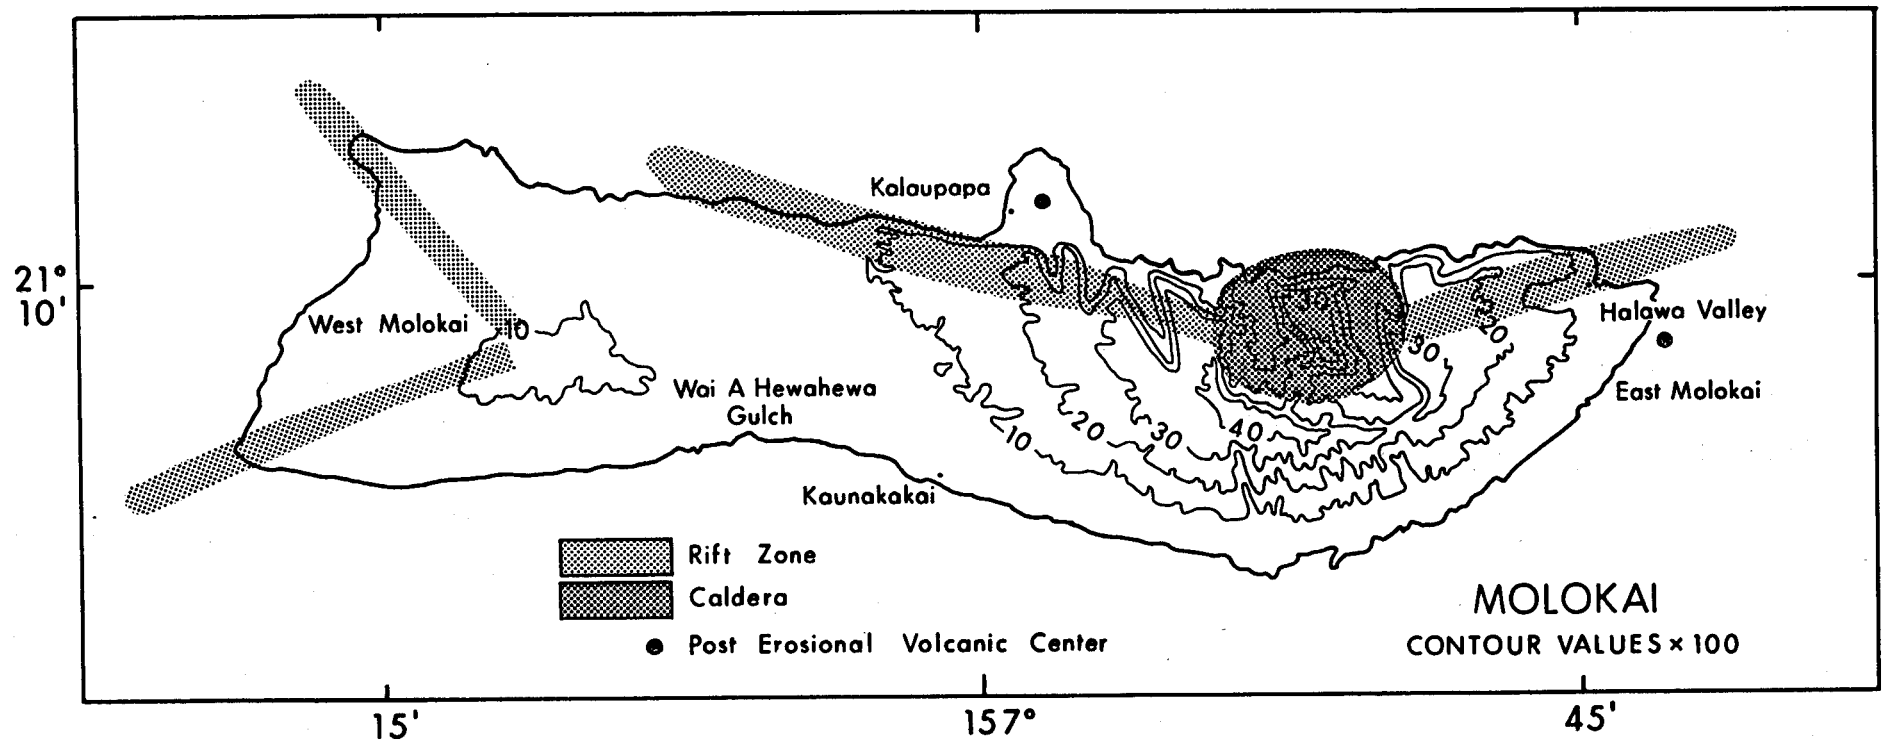 Kalaupapa
21°
10'
West Molokai
10
Halawa Valley
20
30
East Molokai
Wai A Hewahewa
Gulch
10
20
30
40
Kaunakakai
Rift Zone
Caldera
Post Erosional Volcanic Center
MOLOKAI
CONTOUR VALUES × 100
15'
157°
45'